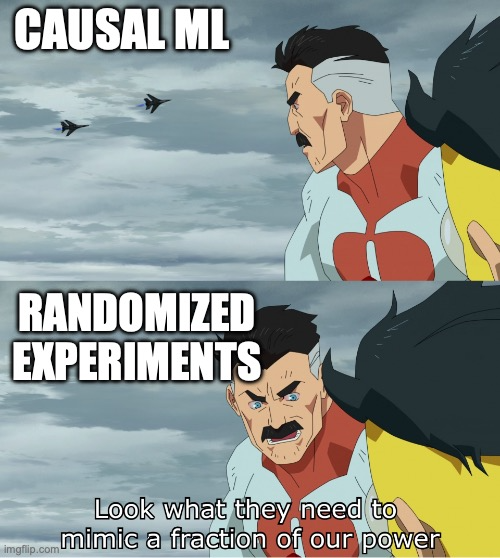 CAUSAL ML
RANDOMIZED
EXPERIMENTS
Look what they need to
mimic a fraction of our power
imgflip.com